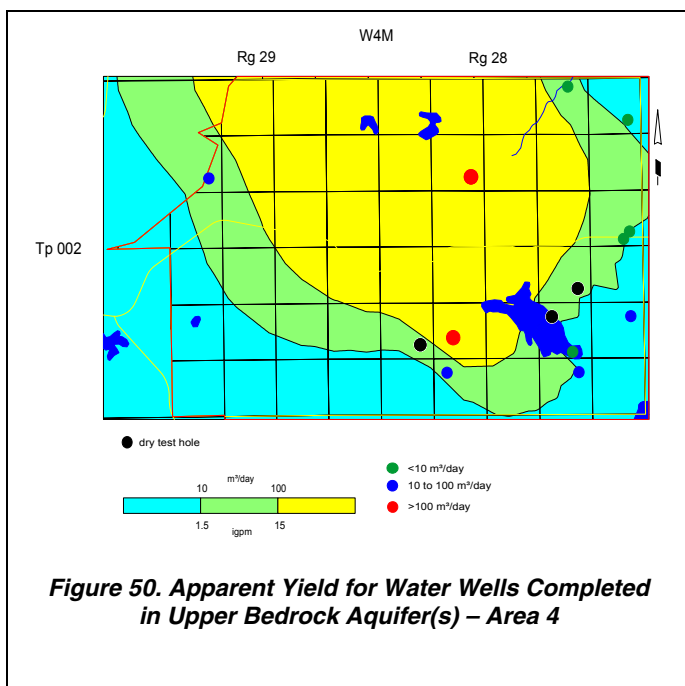 W4M
Rg 29 Rg 28
Tp 002
dry test hole
<10 m³/day
10 to 100 m³/day
>100 m³/day
10 m³/day 100
1.5 igpm 15
Figure 50. Apparent Yield for Water Wells Completed
in Upper Bedrock Aquifer(s) – Area 4